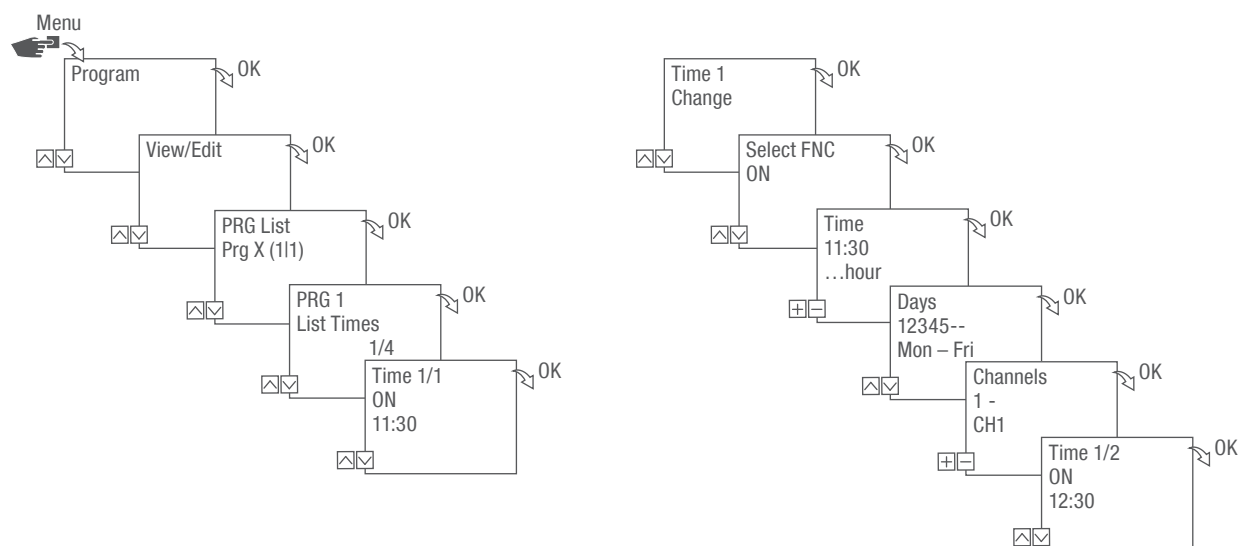 Menu
Program
OK
View/Edit
OK
PRG List
Prg X (1|1)
OK
PRG 1
List Times
1/4
OK
Time 1/1
ON
11:30
OK
Time 1
Change
OK
Select FNC
ON
OK
Time
11:30
…hour
OK
Days
12345--
Mon – Fri
OK
Channels
1 -
CH1
OK
Time 1/2
ON
12:30
OK